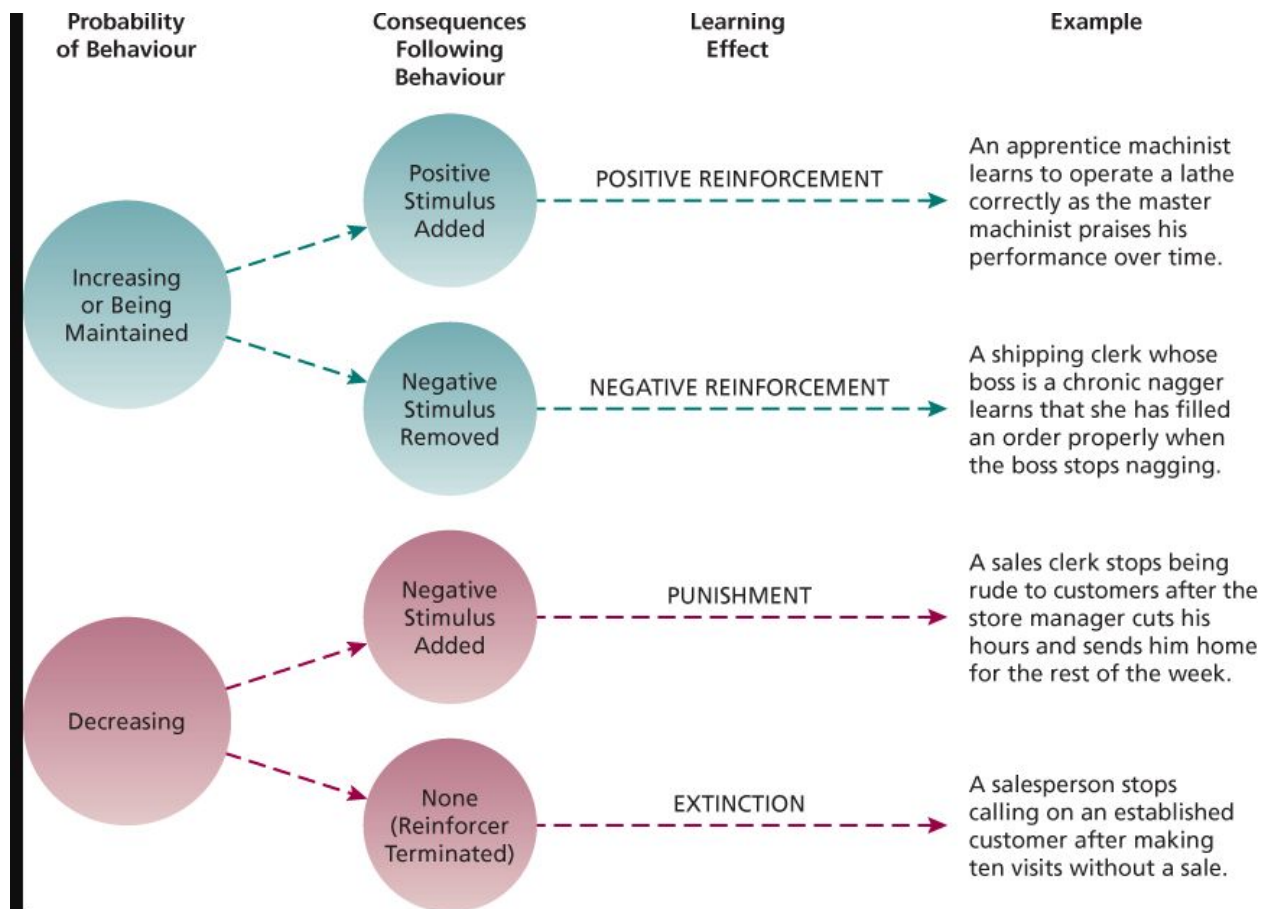 Probability
of Behaviour
Consequences
Following
Behaviour
Learning
Effect
Example
Increasing
or Being
Maintained
Positive
Stimulus
Added
POSITIVE REINFORCEMENT
An apprentice machinist
learns to operate a lathe
correctly as the master
machinist praises his
performance over time.
Negative
Stimulus
Removed
NEGATIVE REINFORCEMENT
A shipping clerk whose
boss is a chronic nagger
learns that she has filled
an order properly when
the boss stops nagging.
Decreasing
Negative
Stimulus
Added
PUNISHMENT
A sales clerk stops being
rude to customers after the
store manager cuts his
hours and sends him home
for the rest of the week.
None
(Reinforcer
Terminated)
EXTINCTION
A salesperson stops
calling on an established
customer after making
ten visits without a sale.